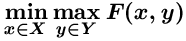 min max F(x, y)
x∈X y∈Y